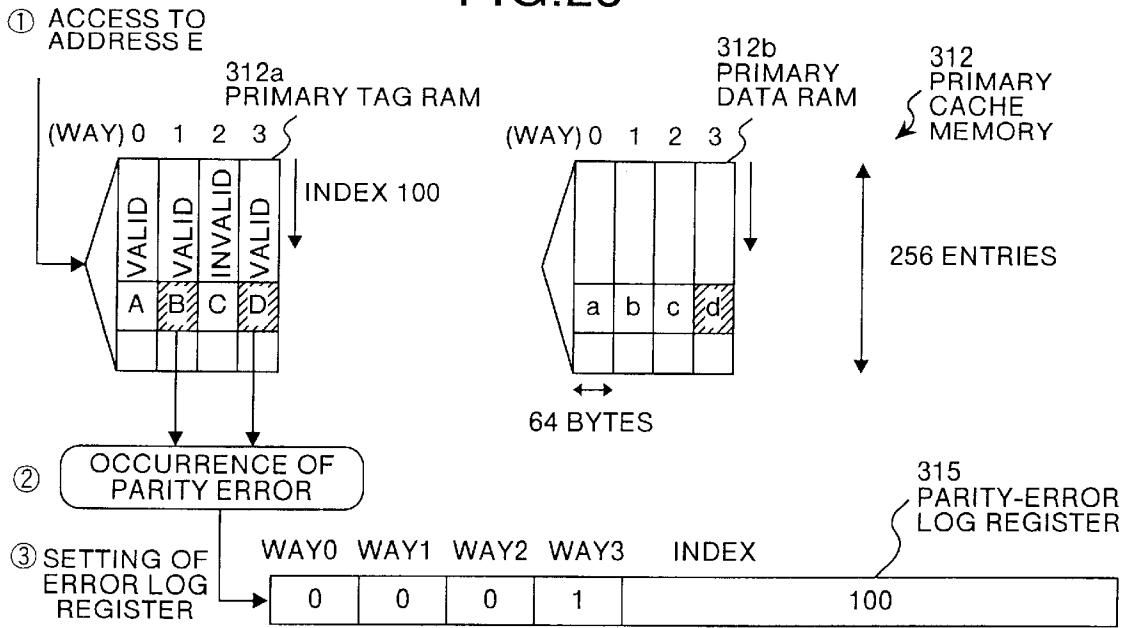 ① ACCESS TO
ADDRESS E
312a
PRIMARY TAG RAM
(WAY) 0 1 2 3
VALID
VALID
INVALID
VALID
INDEX 100
A B C D
312b
PRIMARY
DATA RAM
312
PRIMARY
CACHE
MEMORY
(WAY) 0 1 2 3
a b c d
256 ENTRIES
64 BYTES
② OCCURRENCE OF
PARITY ERROR
315
PARITY-ERROR
LOG REGISTER
③ SETTING OF
ERROR LOG
REGISTER
WAY0 WAY1 WAY2 WAY3 INDEX
0 0 0 1 100